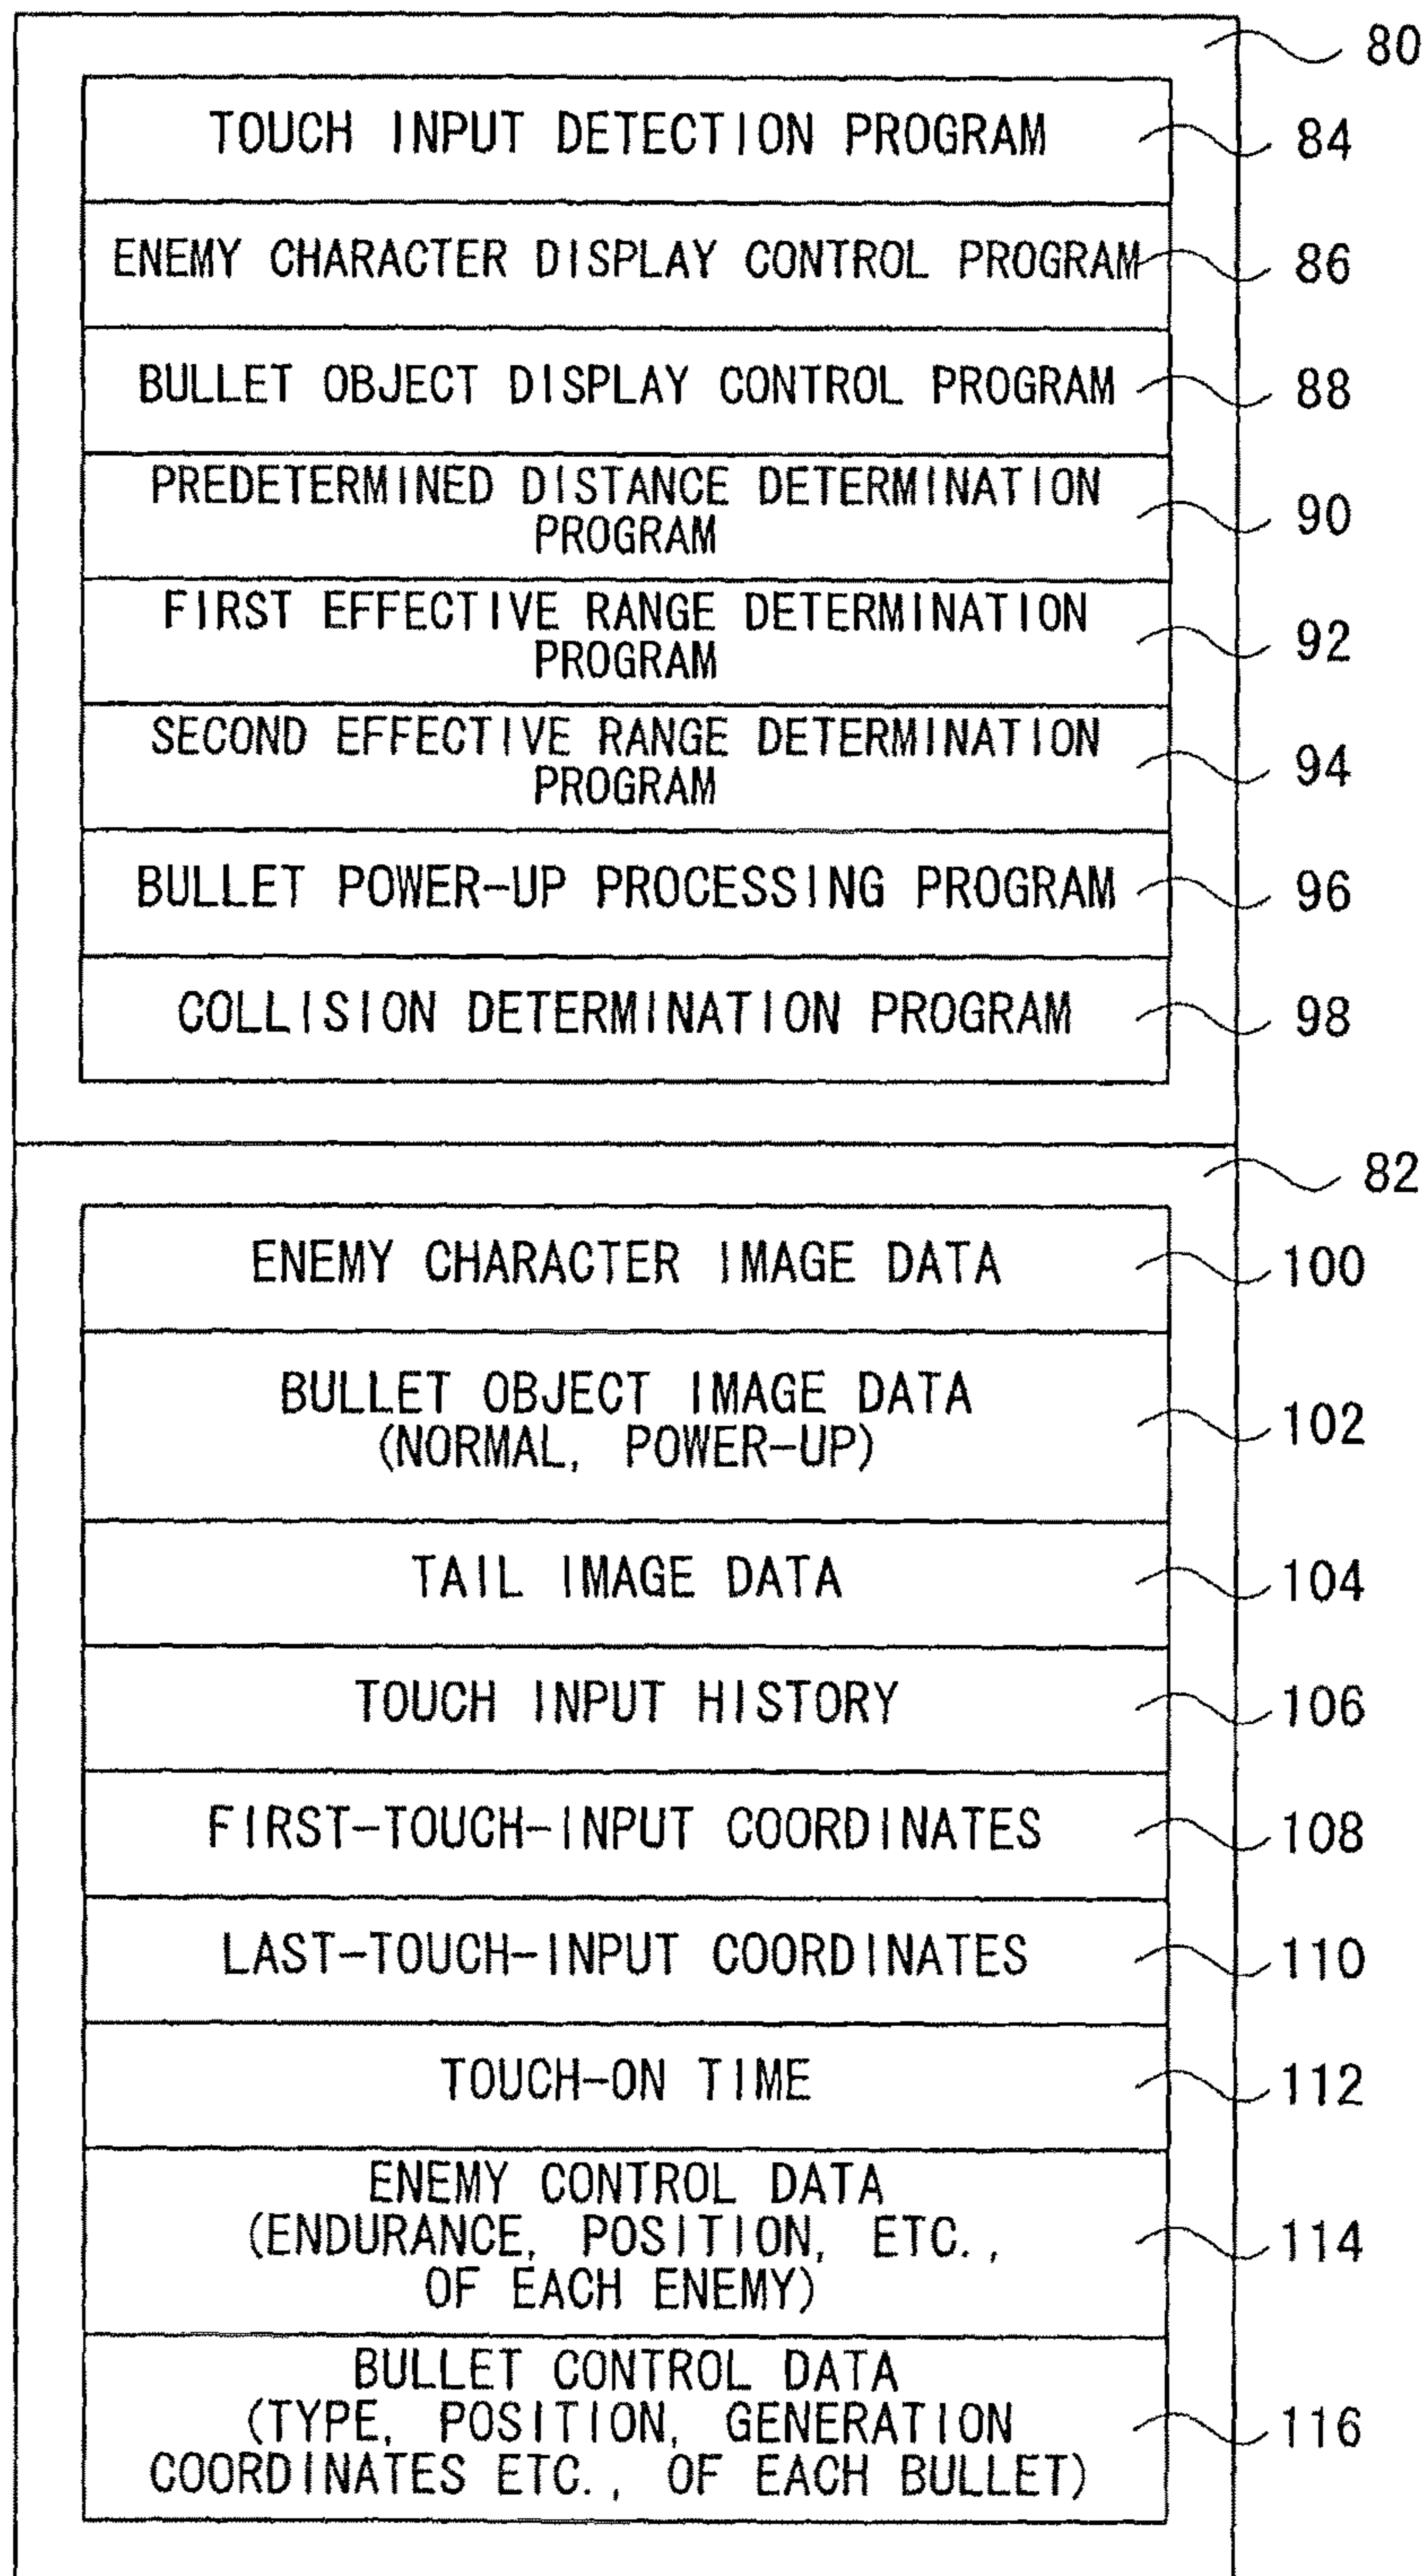 80
TOUCH INPUT DETECTION PROGRAM 84
ENEMY CHARACTER DISPLAY CONTROL PROGRAM 86
BULLET OBJECT DISPLAY CONTROL PROGRAM 88
PREDETERMINED DISTANCE DETERMINATION
PROGRAM 90
FIRST EFFECTIVE RANGE DETERMINATION
PROGRAM 92
SECOND EFFECTIVE RANGE DETERMINATION
PROGRAM 94
BULLET POWER-UP PROCESSING PROGRAM 96
COLLISION DETERMINATION PROGRAM 98
82
ENEMY CHARACTER IMAGE DATA 100
BULLET OBJECT IMAGE DATA
(NORMAL, POWER-UP) 102
TAIL IMAGE DATA 104
TOUCH INPUT HISTORY 106
FIRST-TOUCH-INPUT COORDINATES 108
LAST-TOUCH-INPUT COORDINATES 110
TOUCH-ON TIME 112
ENEMY CONTROL DATA
(ENDURANCE, POSITION, ETC., 114
OF EACH ENEMY)
BULLET CONTROL DATA
(TYPE, POSITION, GENERATION 116
COORDINATES ETC., OF EACH BULLET)